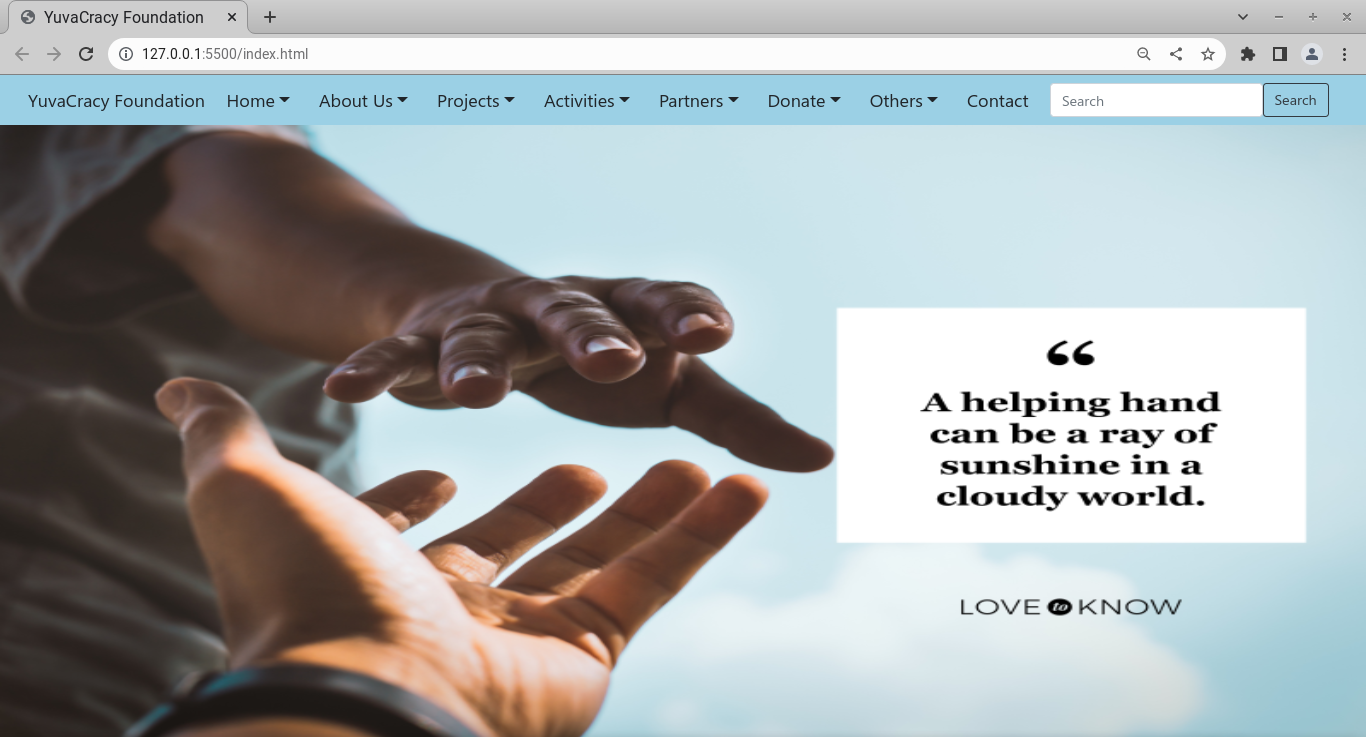 YuvaCracy Foundation
127.0.0.1:5500/index.html
YuvaCracy Foundation Home About Us Projects Activities Partners Donate Others Contact Search Search
“
A helping hand
can be a ray of
sunshine in a
cloudy world.
LOVE to KNOW